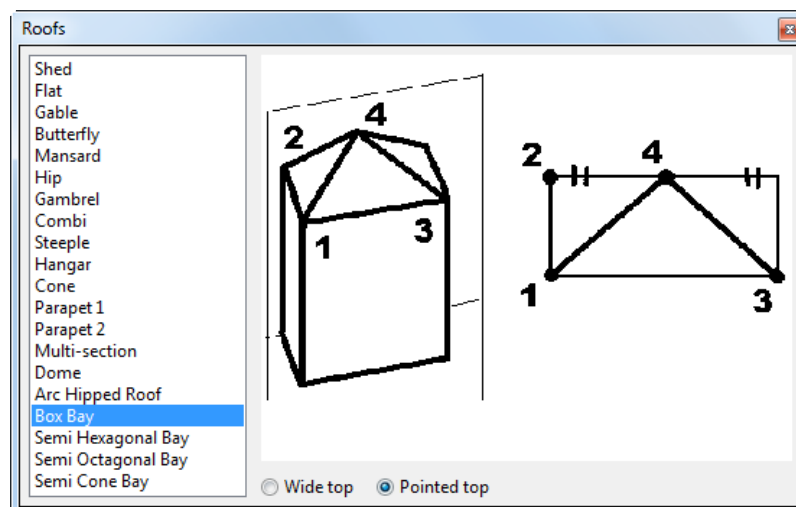 Roofs
Shed
Flat
Gable
Butterfly
Mansard
Hip
Gambrel
Combi
Steeple
Hangar
Cone
Parapet 1
Parapet 2
Multi-section
Dome
Arc Hipped Roof
Box Bay
Semi Hexagonal Bay
Semi Octagonal Bay
Semi Cone Bay
4
2
1
3
2
4
1
3
Wide top
Pointed top